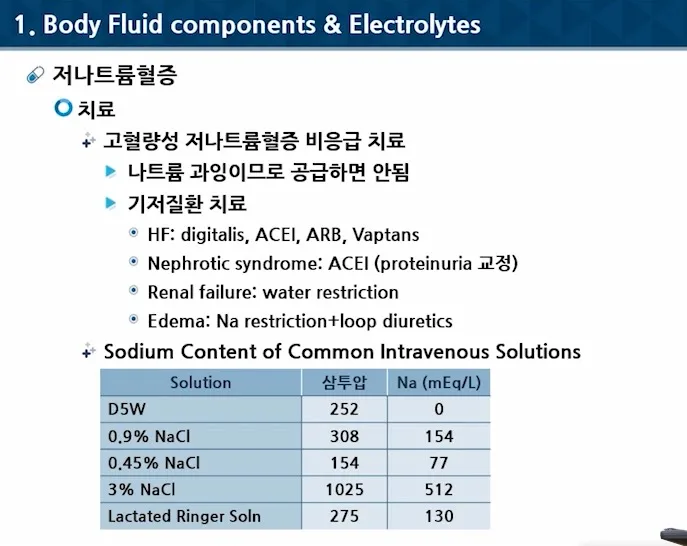 1. Body Fluid components & Electrolytes
저나트륨혈증
치료
고혈량성 저나트륨혈증 비응급 치료
나트륨 과잉이므로 공급하면 안됨
기저질환 치료
HF: digitalis, ACEI, ARB, Vaptans
Nephrotic syndrome: ACEI (proteinuria 교정)
Renal failure: water restriction
Edema: Na restriction+loop diuretics
Sodium Content of Common Intravenous Solutions
Solution 삼투압 Na (mEq/L)
D5W 252 0
0.9% NaCl 308 154
0.45% NaCl 154 77
3% NaCl 1025 512
Lactated Ringer Soln 275 130